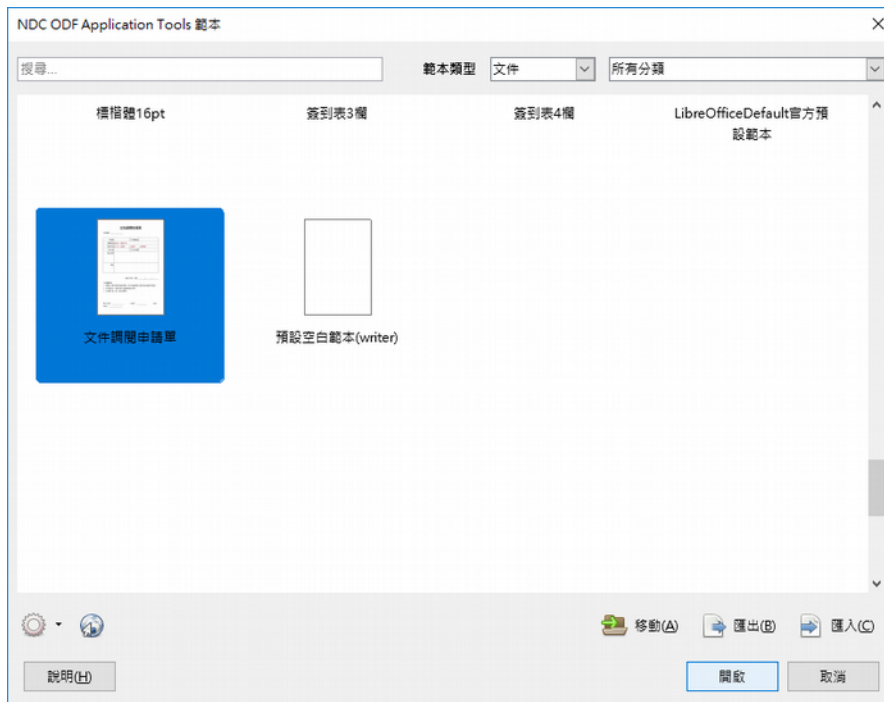 NDC ODF Application Tools 範本
搜尋...
範本類型
文件
所有分類
標楷體16pt
簽到表3欄
簽到表4欄
LibreOfficeDefault官方預
設範本
文件調閱申請單
預設空白範本(writer)
移動(A)
匯出(B)
匯入(C)
說明(H)
開啟
取消